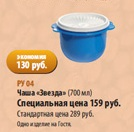 экономия
130 руб.
РУ 04
Чаша «Звезда» (700 мл)
Специальная цена 159 руб.
Стандартная цена 289 руб.
Одно изделие на Гостя.